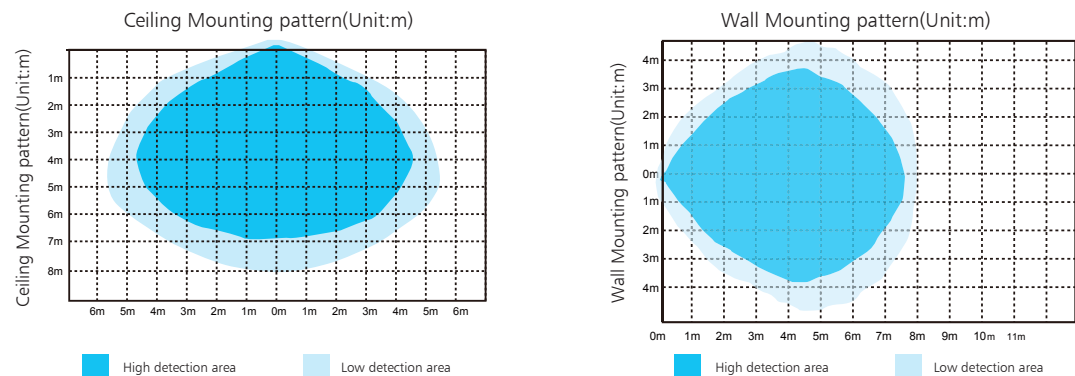 Ceiling Mounting pattern(Unit:m)
Ceiling Mounting pattern(Unit:m)
1m
2m
3m
4m
5m
6m
7m
8m
6m 5m 4m 3m 2m 1m 0m 1m 2m 3m 4m 5m 6m
High detection area
Low detection area
Wall Mounting pattern(Unit:m)
Wall Mounting pattern(Unit:m)
4m
3m
2m
1m
0m
1m
2m
3m
4m
0m 1m 2m 3m 4m 5m 6m 7m 8m 9m 10m 11m
High detection area
Low detection area